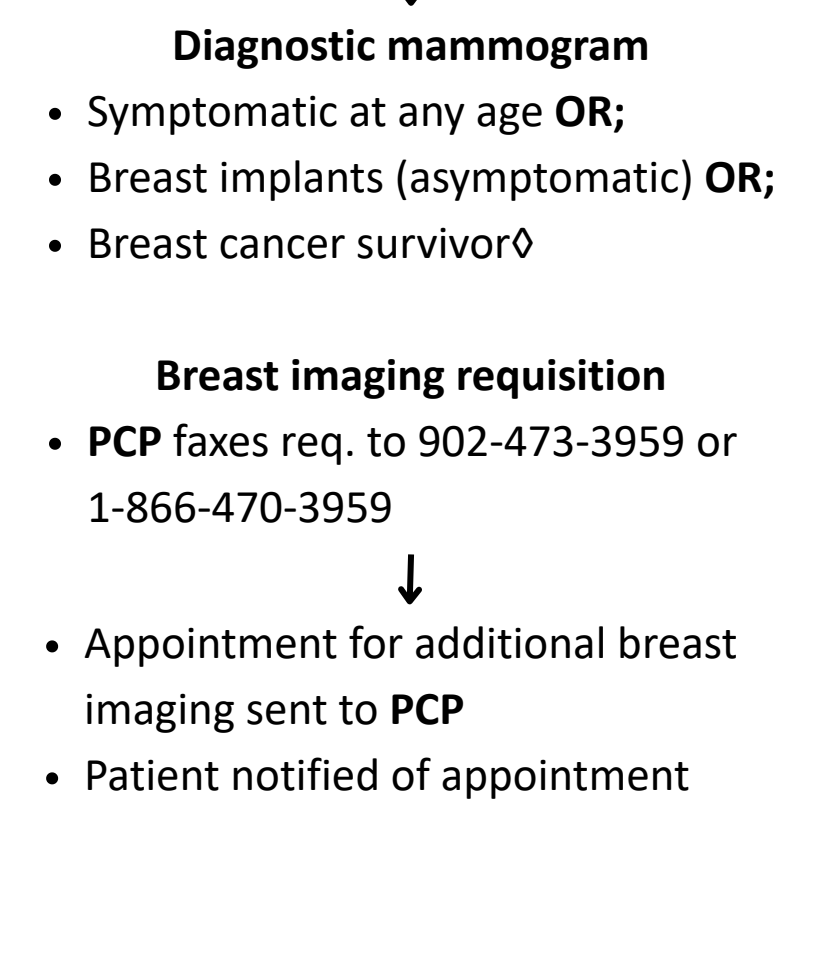 Diagnostic mammogram
• Symptomatic at any age OR;
• Breast implants (asymptomatic) OR;
• Breast cancer survivor◊
Breast imaging requisition
• PCP faxes req. to 902-473-3959 or
1-866-470-3959
• Appointment for additional breast
imaging sent to PCP
• Patient notified of appointment